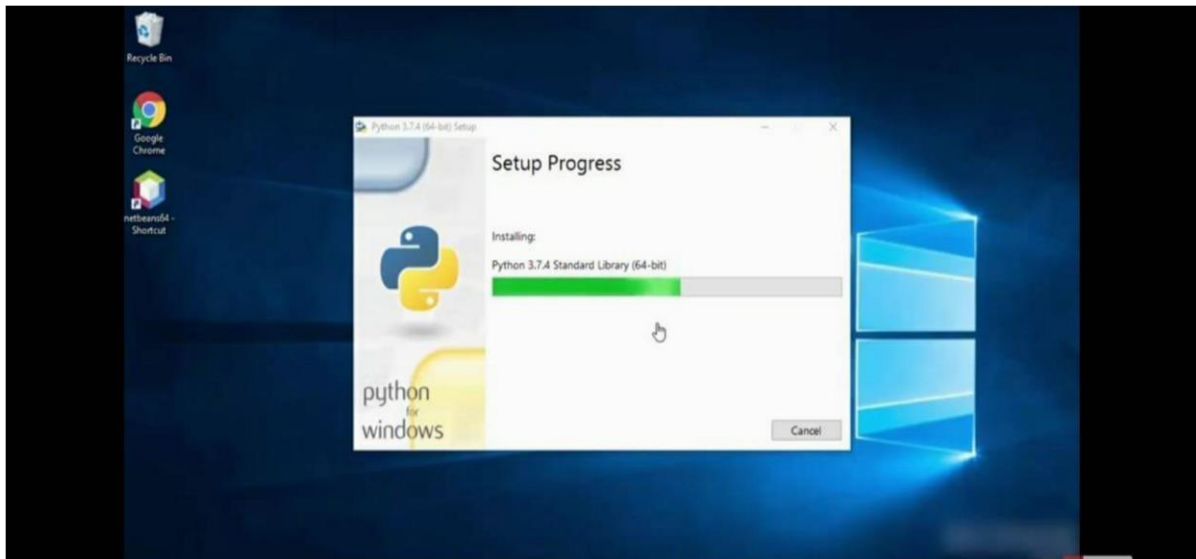 Recycle Bin
Google
Chrome
netbeans64 -
Shortcut
Python 3.7.4 (64-bit) Setup
Setup Progress
Installing:
Python 3.7.4 Standard Library (64-bit)
python
for
windows
Cancel